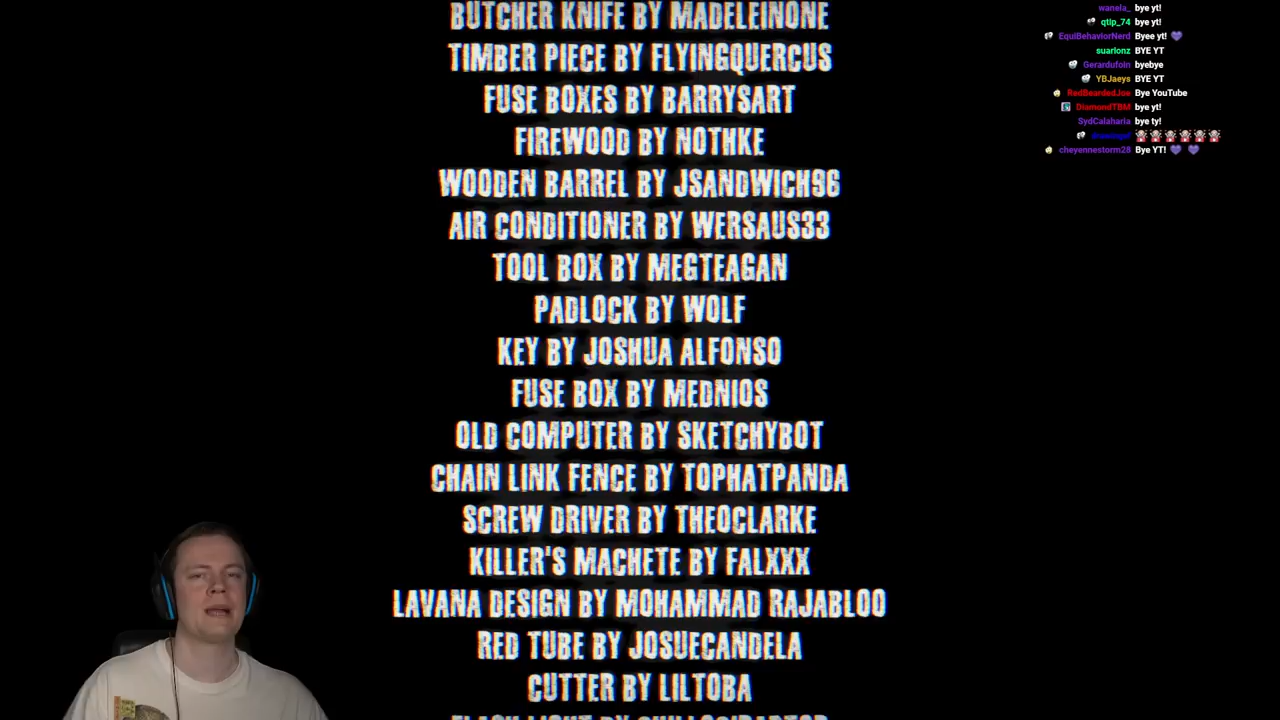 BUTCHER KNIFE BY MADELEINONE
TIMBER PIECE BY FLYINGQUERCUS
FUSE BOXES BY BARRYSART
FIREWOOD BY NOTHKE
WOODEN BARREL BY JSANDWICH96
AIR CONDITIONER BY WERSAUS33
TOOL BOX BY MEGTEAGAN
PADLOCK BY WOLF
KEY BY JOSHUA ALFONSO
FUSE BOX BY MEDNIOS
OLD COMPUTER BY SKETCHYBOT
CHAIN LINK FENCE BY TOPHATPANDA
SCREW DRIVER BY THEOCLARKE
KILLER'S MACHETE BY FALXXX
LAVANA DESIGN BY MOHAMMAD RAJABLOO
RED TUBE BY JOSUECANDELA
CUTTER BY LILTOBA
wanela_ bye yt!
qtip_74 bye yt!
EquiBehaviorNerd Byee yt! 💜
suarionz BYE YT
Gerardufoin byebye
YBJaeys BYE YT
RedBeardedJoe Bye YouTube
DiamondTBM bye yt!
SydCalaharia bye ty!
cheyennestorm28 Bye YT! 💜 💜